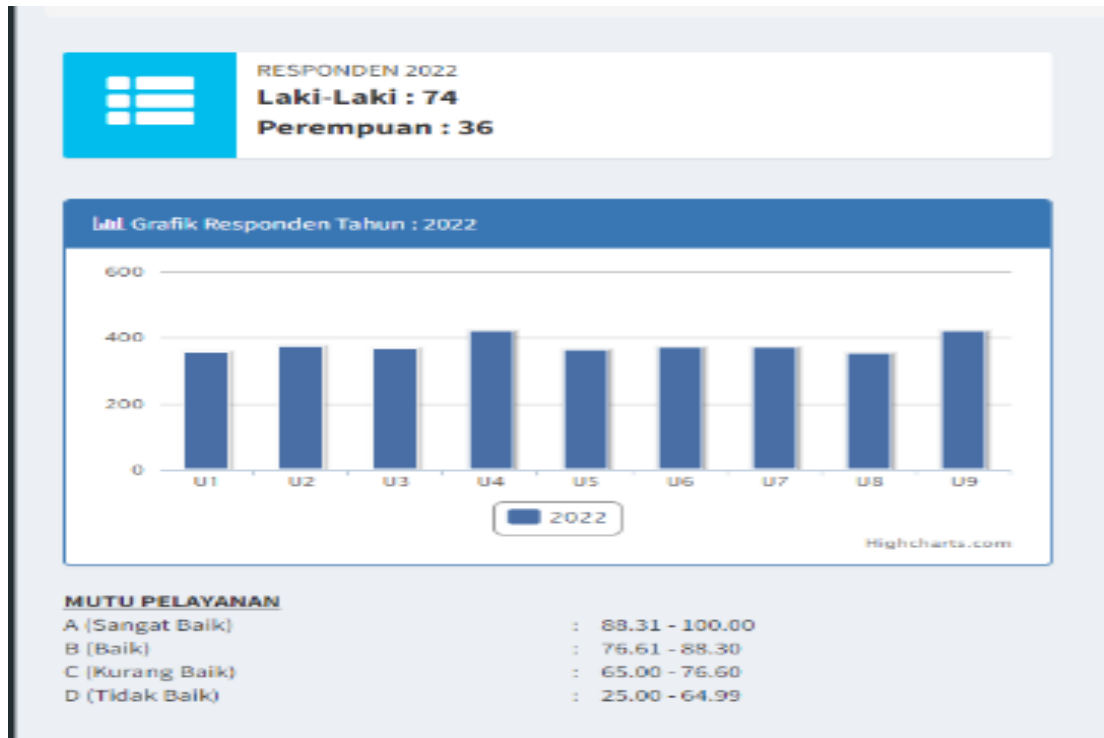 RESPONDEN 2022
Laki-Laki : 74
Perempuan : 36
Grafik Responden Tahun : 2022
600
400
200
0
U1 U2 U3 U4 U5 U6 U7 U8 U9
2022
Highcharts.com
MUTU PELAYANAN
A (Sangat Baik) : 88.31 - 100.00
B (Baik) : 76.61 - 88.30
C (Kurang Baik) : 65.00 - 76.60
D (Tidak Baik) : 25.00 - 64.99